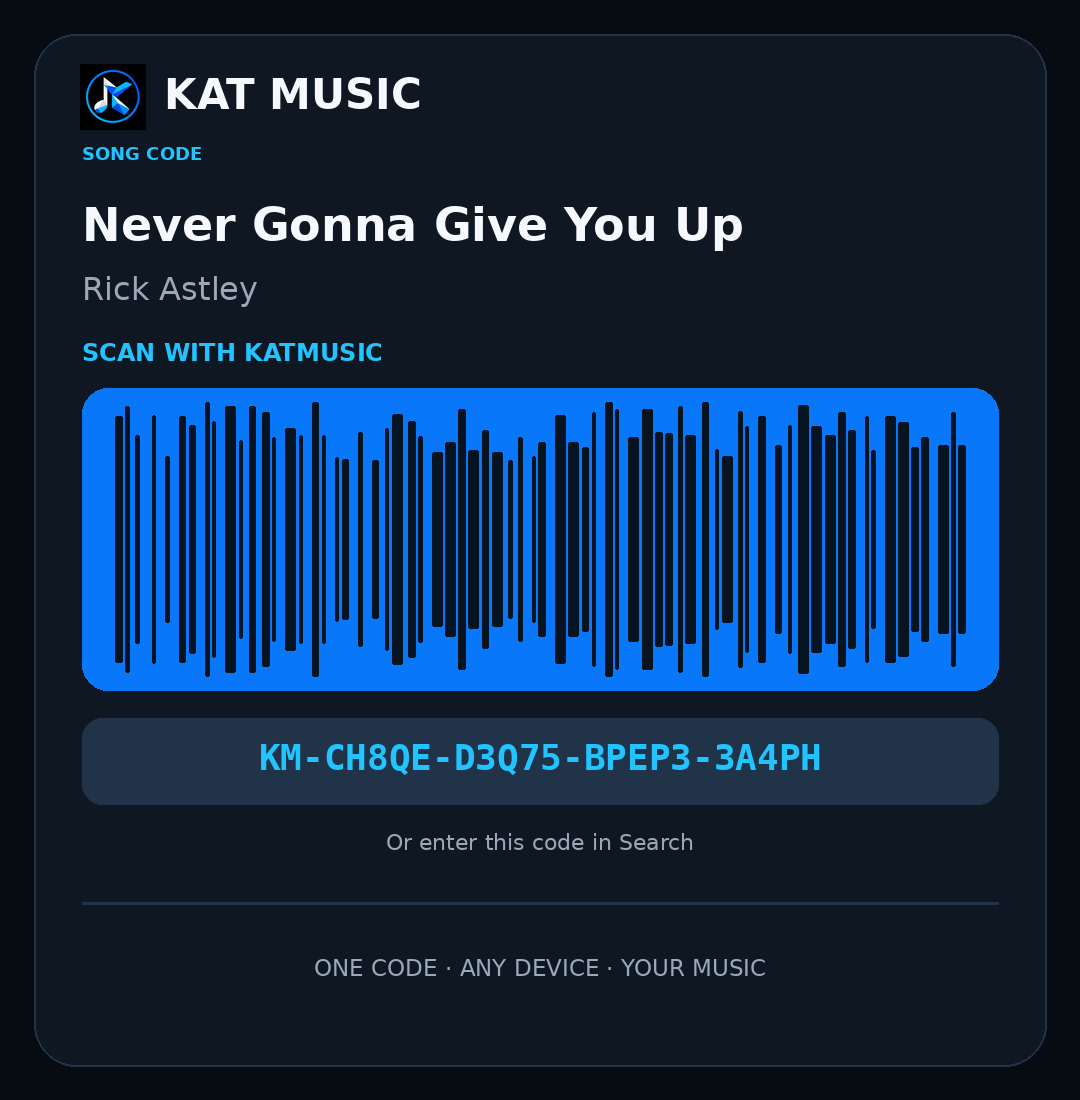 KAT MUSIC
SONG CODE
Never Gonna Give You Up
Rick Astley
SCAN WITH KATMUSIC
KM-CH8QE-D3Q75-BPEP3-3A4PH
Or enter this code in Search
ONE CODE · ANY DEVICE · YOUR MUSIC